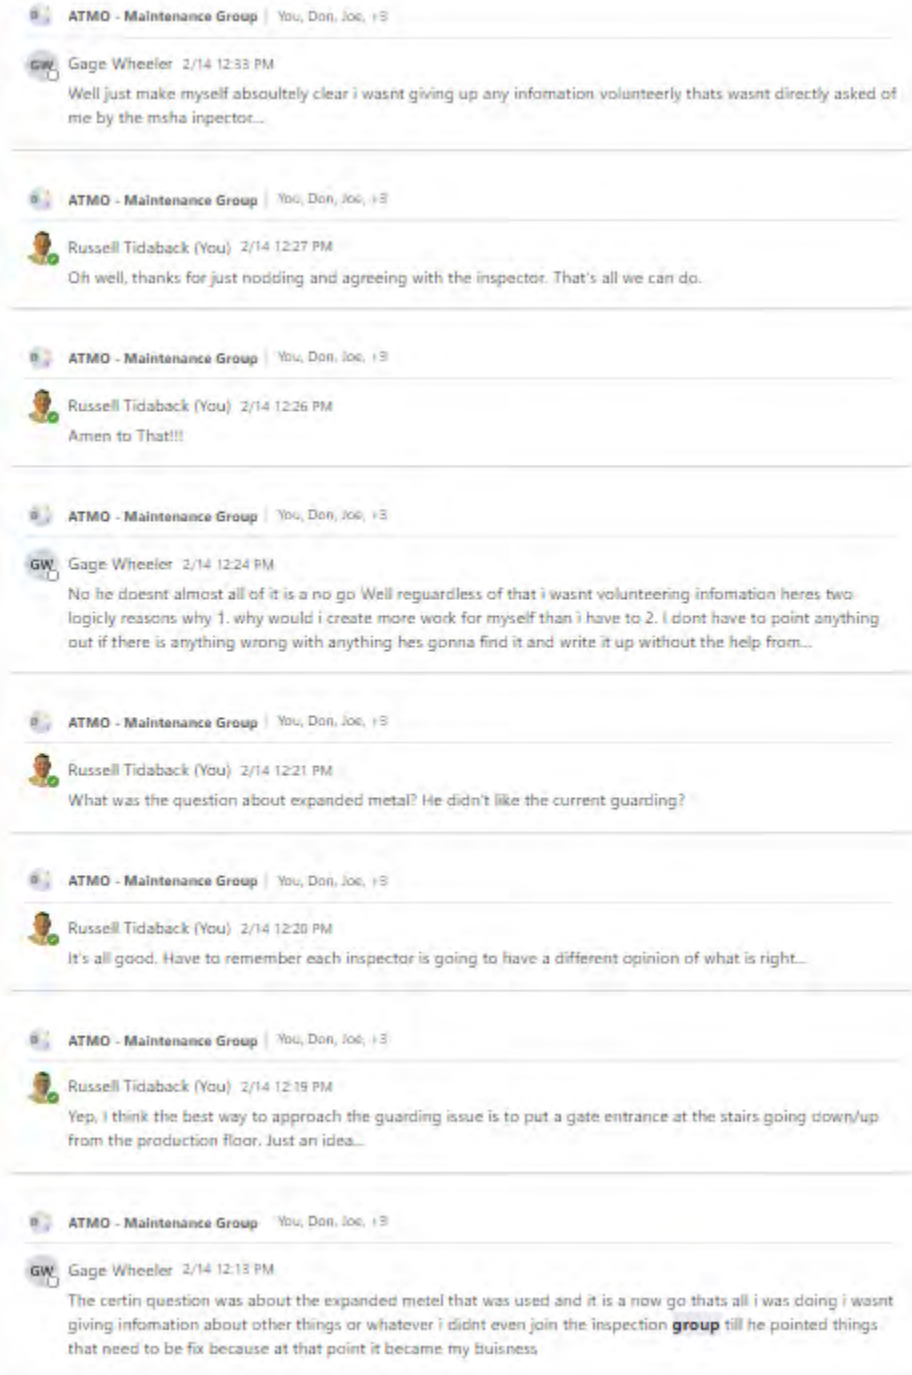 ATMO - Maintenance Group | You, Don, Joe, +3
GW Gage Wheeler 2/14 12:33 PM
Well just make myself absoultely clear i wasnt giving up any infomation volunteerly thats wasnt directly asked of
me by the msha inpector...
ATMO - Maintenance Group | You, Don, Joe, +3
Russell Tidaback (You) 2/14 12:27 PM
Oh well, thanks for just nodding and agreeing with the inspector. That's all we can do.
ATMO - Maintenance Group | You, Don, Joe, +3
Russell Tidaback (You) 2/14 12:26 PM
Amen to That!!!
ATMO - Maintenance Group | You, Don, Joe, +3
GW Gage Wheeler 2/14 12:24 PM
No he doesnt almost all of it is a no go Well reguardless of that i wasnt volunteering infomation heres two
logicly reasons why 1. why would i create more work for myself than i have to 2. I dont have to point anything
out if there is anything wrong with anything hes gonna find it and write it up without the help from...
ATMO - Maintenance Group | You, Don, Joe, +3
Russell Tidaback (You) 2/14 12:21 PM
What was the question about expanded metal? He didn't like the current guarding?
ATMO - Maintenance Group | You, Don, Joe, +3
Russell Tidaback (You) 2/14 12:20 PM
It's all good. Have to remember each inspector is going to have a different opinion of what is right...
ATMO - Maintenance Group | You, Don, Joe, +3
Russell Tidaback (You) 2/14 12:19 PM
Yep, I think the best way to approach the guarding issue is to put a gate entrance at the stairs going down/up
from the production floor. Just an idea...
ATMO - Maintenance Group You, Don, Joe, +3
GW Gage Wheeler 2/14 12:13 PM
The certin question was about the expanded metel that was used and it is a now go thats all i was doing i wasnt
giving infomation about other things or whatever i didnt even join the inspection group till he pointed things
that need to be fix because at that point it became my buisness